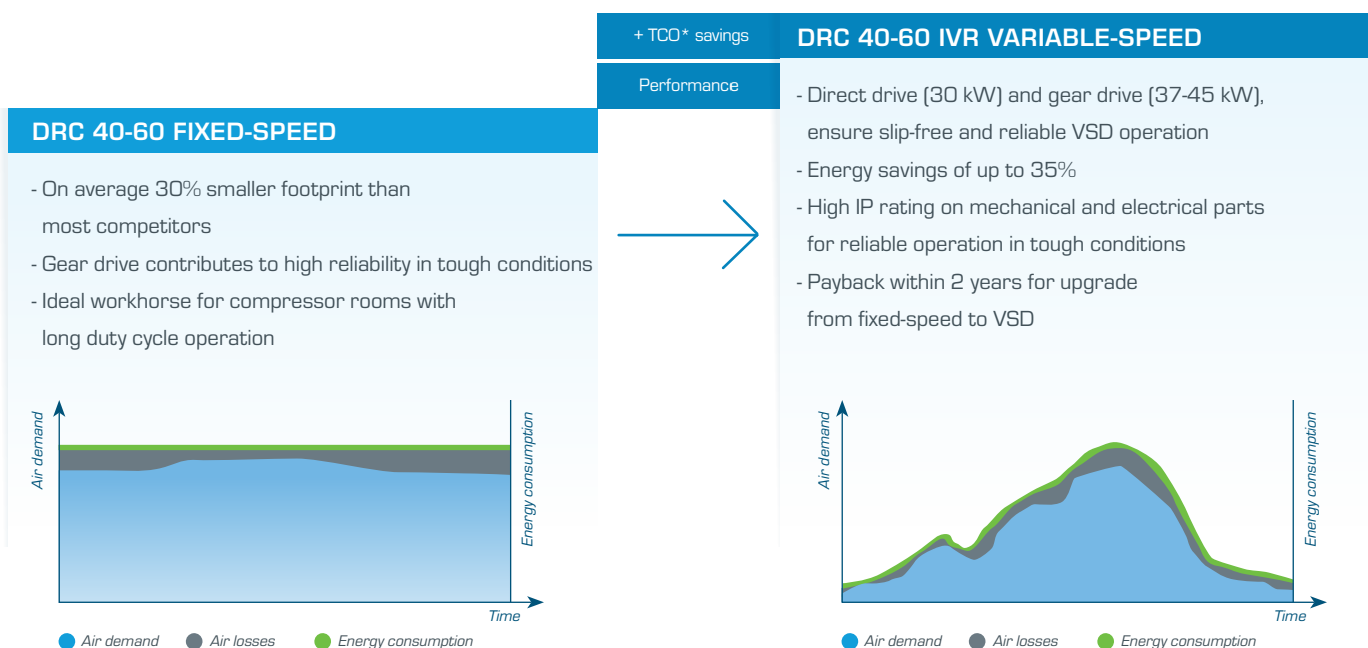 + TCO* savings
Performance
DRC 40-60 FIXED-SPEED
- On average 30% smaller footprint than
most competitors
- Gear drive contributes to high reliability in tough conditions
- Ideal workhorse for compressor rooms with
long duty cycle operation
Air demand
Energy consumption
Time
Air demand
Air losses
Energy consumption
DRC 40-60 IVR VARIABLE-SPEED
- Direct drive (30 kW) and gear drive (37-45 kW),
ensure slip-free and reliable VSD operation
- Energy savings of up to 35%
- High IP rating on mechanical and electrical parts
for reliable operation in tough conditions
- Payback within 2 years for upgrade
from fixed-speed to VSD
Air demand
Energy consumption
Time
Air demand
Air losses
Energy consumption